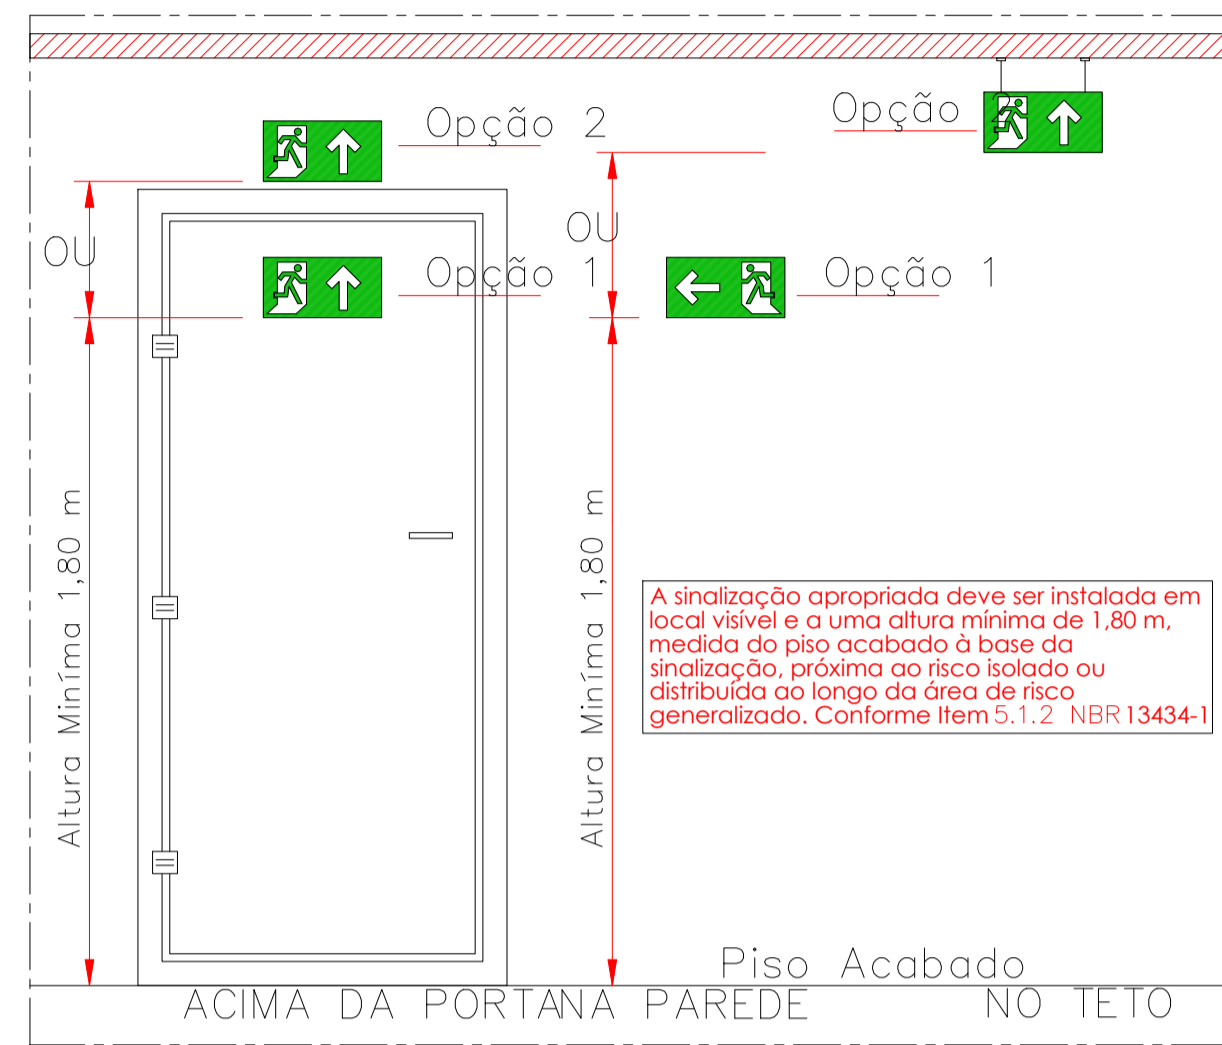 Opção 2
Opção 2
OU
OU
Opção 1
Opção 1
Altura Miníma 1,80 m
Altura Miníma 1,80 m
A sinalização apropriada deve ser instalada em
local visível e a uma altura mínima de 1,80 m,
medida do piso acabado à base da
sinalização, próxima ao risco isolado ou
distribuída ao longo da área de risco
generalizado. Conforme Item 5.1.2 NBR 13434-1
Piso Acabado
ACIMA DA PORTA
NA PAREDE
NO TETO